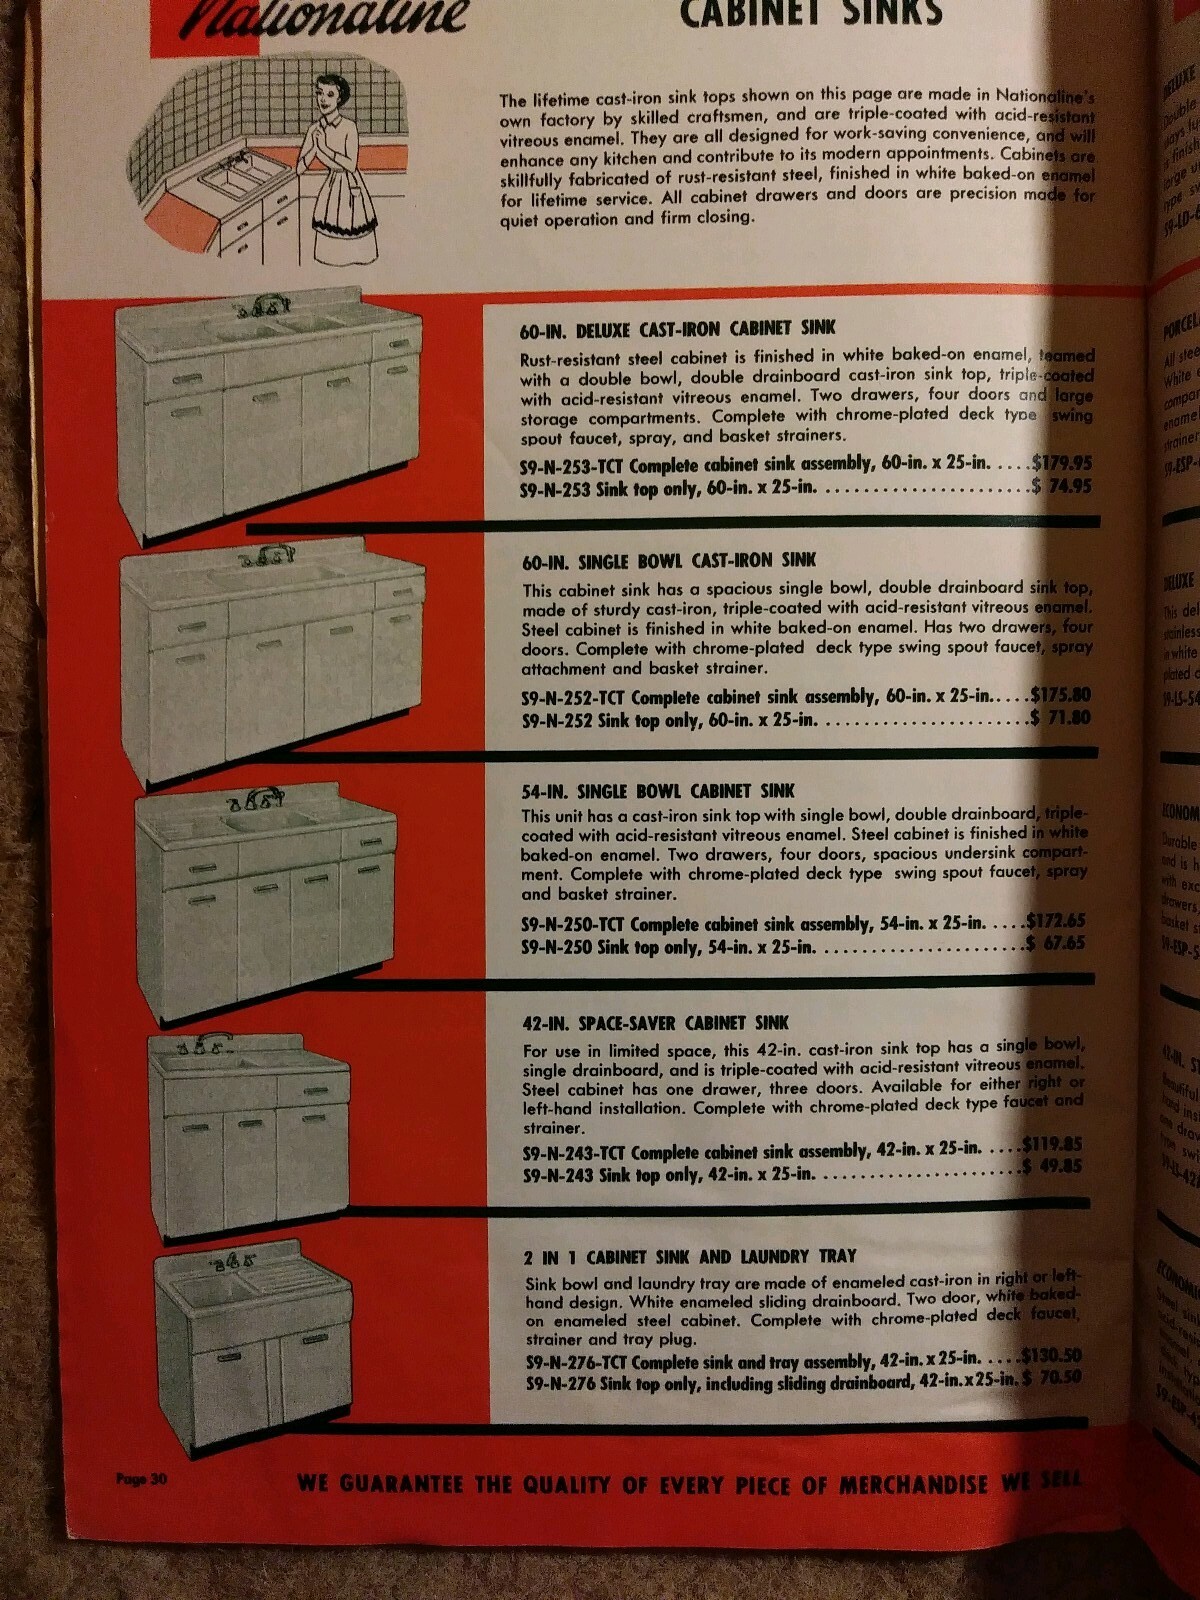 Nationaline
CABINET SINKS
The lifetime cast-iron sink tops shown on this page are made in Nationaline's
own factory by skilled craftsmen, and are triple-coated with acid-resistant
vitreous enamel. They are all designed for work-saving convenience, and will
enhance any kitchen and contribute to its modern appointments. Cabinets are
skillfully fabricated of rust-resistant steel, finished in white baked-on enamel
for lifetime service. All cabinet drawers and doors are precision made for
quiet operation and firm closing.
60-IN. DELUXE CAST-IRON CABINET SINK
Rust-resistant steel cabinet is finished in white baked-on enamel, teamed
with a double bowl, double drainboard cast-iron sink top, triple-coated
with acid-resistant vitreous enamel. Two drawers, four doors and large
storage compartments. Complete with chrome-plated deck type swing
spout faucet, spray, and basket strainers.
S9-N-253-TCT Complete cabinet sink assembly, 60-in. x 25-in. ....$179.95
S9-N-253 Sink top only, 60-in. x 25-in. ......................$ 74.95
60-IN. SINGLE BOWL CAST-IRON SINK
This cabinet sink has a spacious single bowl, double drainboard sink top,
made of sturdy cast-iron, triple-coated with acid-resistant vitreous enamel.
Steel cabinet is finished in white baked-on enamel. Has two drawers, four
doors. Complete with chrome-plated deck type swing spout faucet, spray
attachment and basket strainer.
S9-N-252-TCT Complete cabinet sink assembly, 60-in. x 25-in.....$175.80
S9-N-252 Sink top only, 60-in. x 25-in. ......................$ 71.80
54-IN. SINGLE BOWL CABINET SINK
This unit has a cast-iron sink top with single bowl, double drainboard, triple-
coated with acid-resistant vitreous enamel. Steel cabinet is finished in white
baked-on enamel. Two drawers, four doors, spacious undersink compart-
ment. Complete with chrome-plated deck type swing spout faucet, spray
and basket strainer.
S9-N-250-TCT Complete cabinet sink assembly, 54-in. x 25-in. ....$172.65
S9-N-250 Sink top only, 54-in. x 25-in. ......................$ 67.65
42-IN. SPACE-SAVER CABINET SINK
For use in limited space, this 42-in. cast-iron sink top has a single bowl,
single drainboard, and is triple-coated with acid-resistant vitreous enamel.
Steel cabinet has one drawer, three doors. Available for either right or
left-hand installation. Complete with chrome-plated deck type faucet and
strainer.
S9-N-243-TCT Complete cabinet sink assembly, 42-in. x 25-in. ....$119.85
S9-N-243 Sink top only, 42-in. x 25-in. ......................$ 49.85
2 IN 1 CABINET SINK AND LAUNDRY TRAY
Sink bowl and laundry tray are made of enameled cast-iron in right or left-
hand design. White enameled sliding drainboard. Two door, white baked-
on enameled steel cabinet. Complete with chrome-plated deck faucet,
strainer and tray plug.
S9-N-276-TCT Complete sink and tray assembly, 42-in. x 25-in. ....$130.50
S9-N-276 Sink top only, including sliding drainboard, 42-in.x25-in. $ 70.50
Page 30
WE GUARANTEE THE QUALITY OF EVERY PIECE OF MERCHANDISE WE SELL